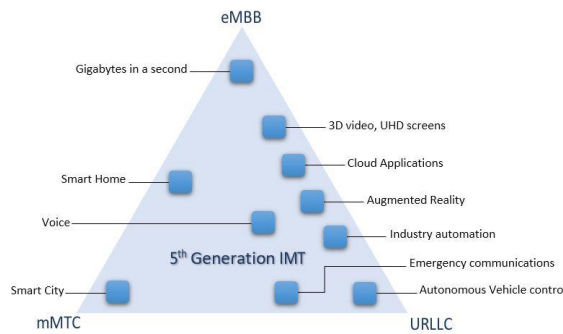 eMBB
Gigabytes in a second
3D video, UHD screens
Cloud Applications
Smart Home
Augmented Reality
Voice
Industry automation
5th Generation IMT
Emergency communications
Smart City
Autonomous Vehicle contro
mMTC
URLLC